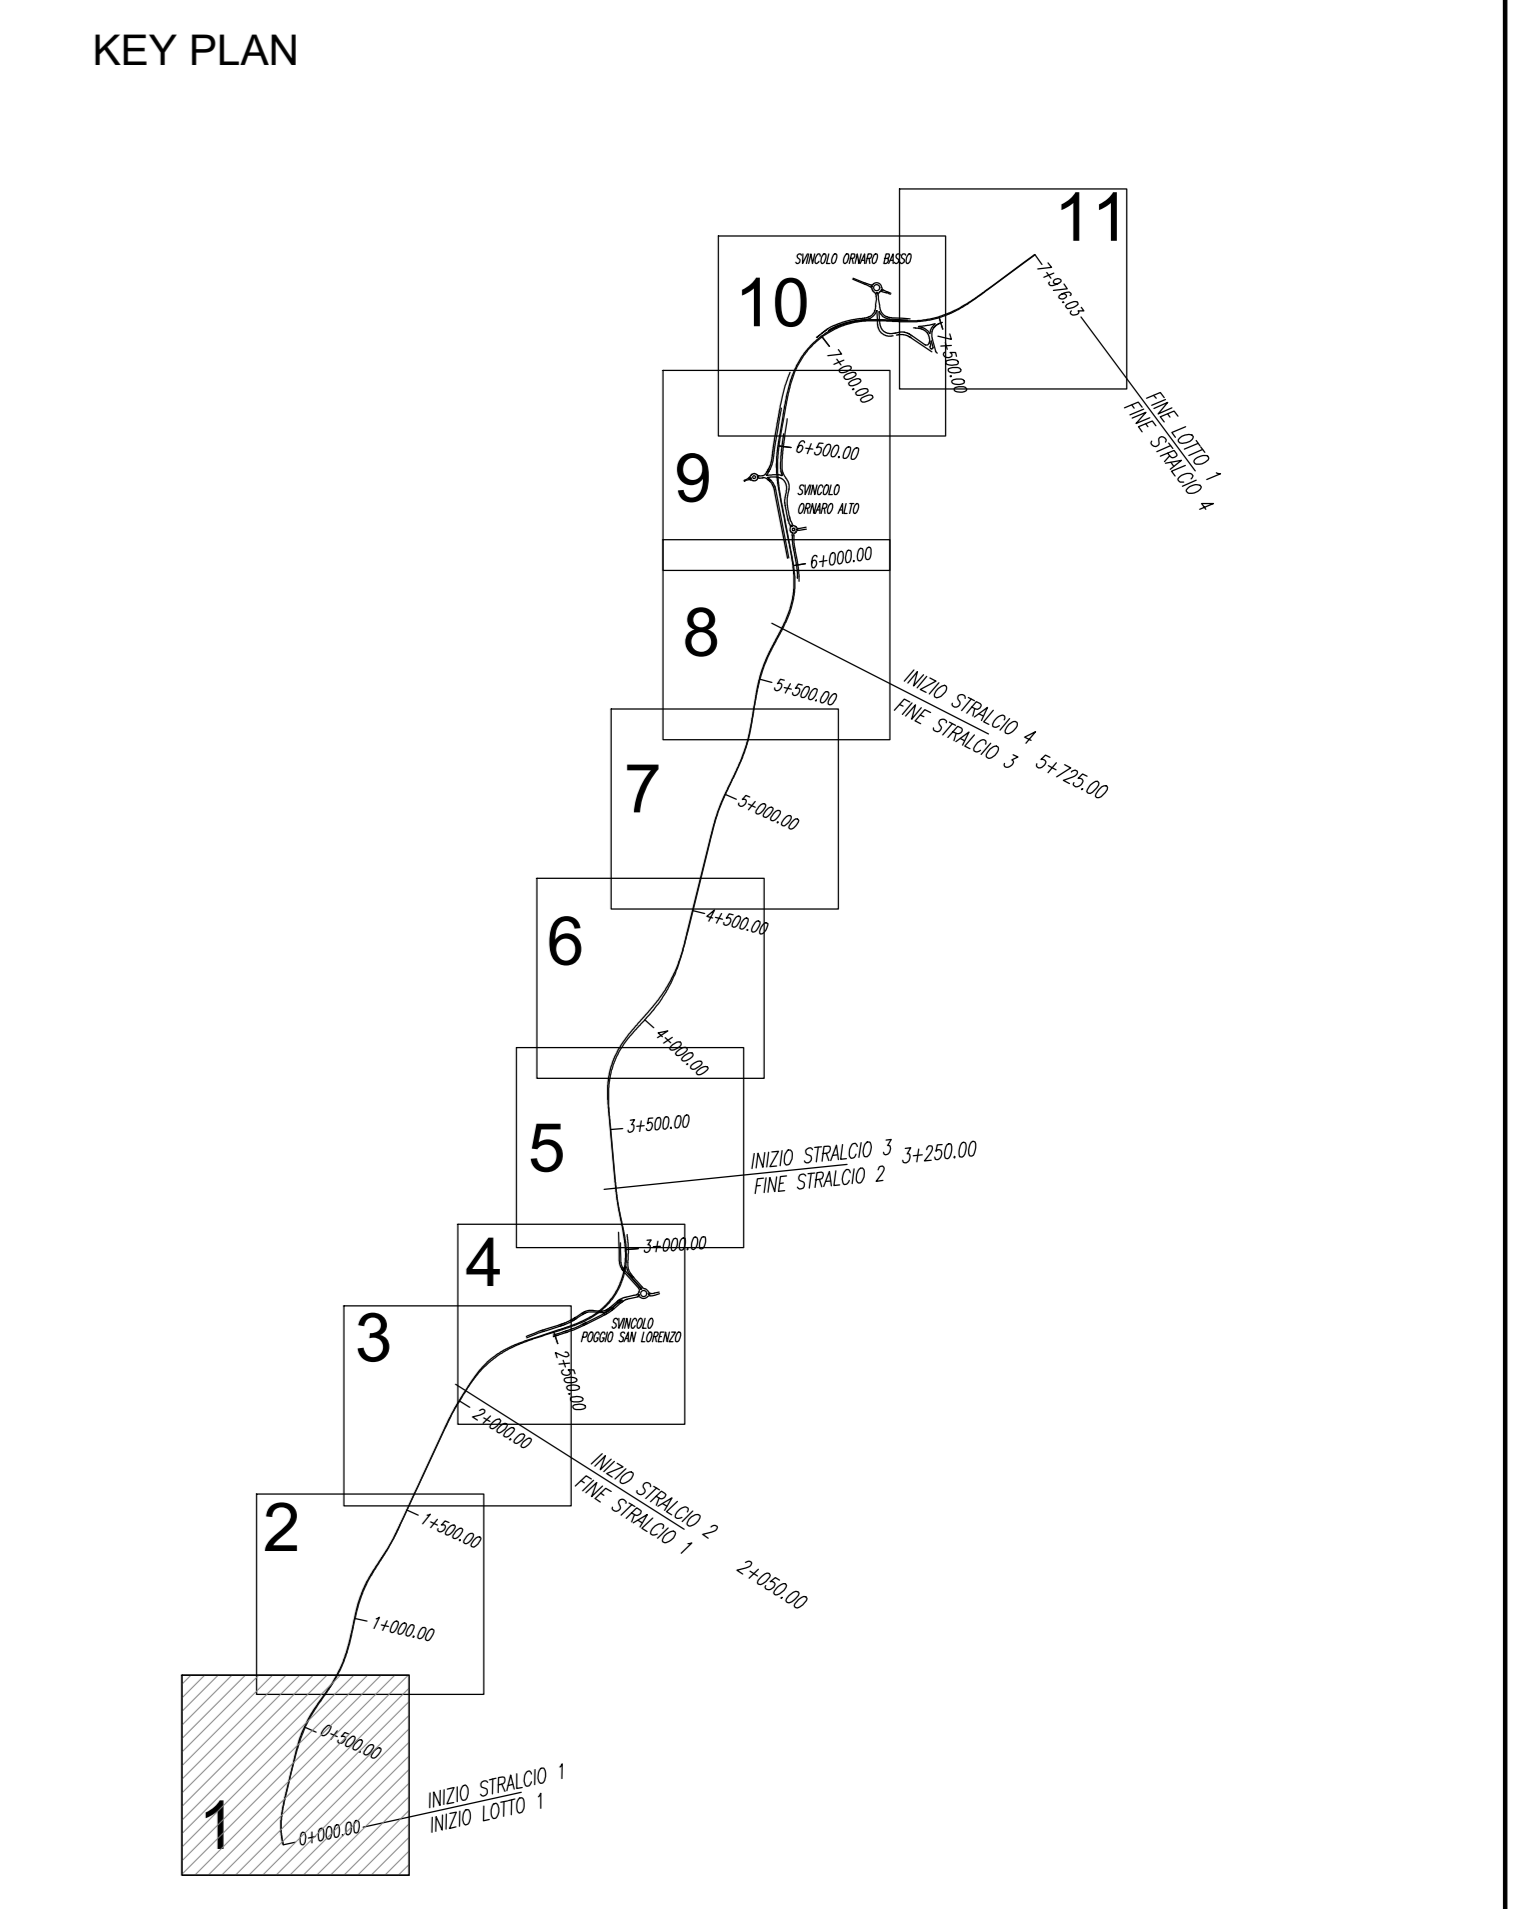 KEY PLAN
11
SVINCOLO ORNARO BASSO
10
7+976.03
7+500.00
7+000.00
FINE LOTTO 1
FINE STRALCIO 4
6+500.00
9
SVINCOLO
ORNARO ALTO
6+000.00
8
5+500.00
INIZIO STRALCIO 4
FINE STRALCIO 3
5+725.00
7
5+000.00
6
4+500.00
4+000.00
5
3+500.00
INIZIO STRALCIO 3
3+250.00
FINE STRALCIO 2
4
3+000.00
3
SVINCOLO
POGGIO SAN LORENZO
2+500.00
2+000.00
INIZIO STRALCIO 2
FINE STRALCIO 1
2+050.00
2
1+500.00
1+000.00
0+500.00
1
0+000.00
INIZIO STRALCIO 1
INIZIO LOTTO 1